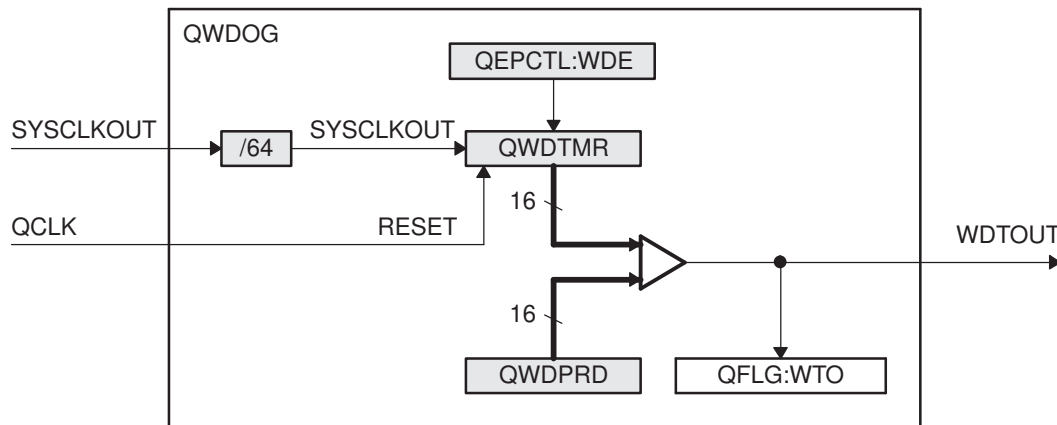 QWDOG
QEPCTL:WDE
SYSCLKOUT
/64
SYSCLKOUT
QWDTMR
16
QCLK
RESET
WDTOUT
16
QWDPRD
QFLG:WTO